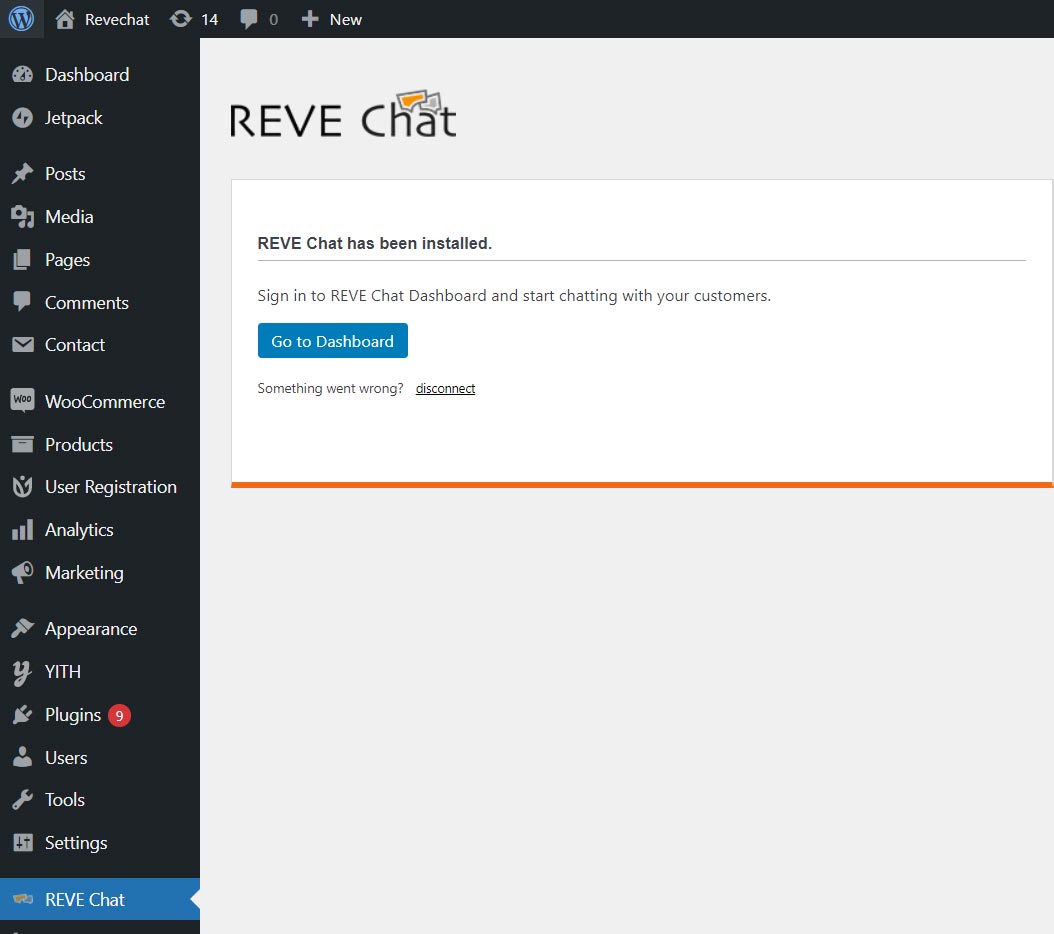 Revechat 14 0 New
Dashboard
Jetpack
Posts
Media
Pages
Comments
Contact
Woo WooCommerce
Products
User Registration
Analytics
Marketing
Appearance
YITH
Plugins 9
Users
Tools
Settings
REVE Chat
REVE Chat
REVE Chat has been installed.
Sign in to REVE Chat Dashboard and start chatting with your customers.
Go to Dashboard
Something went wrong? disconnect